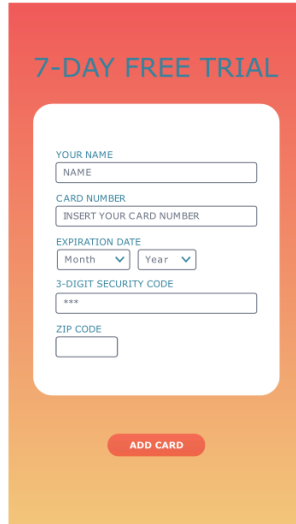 7-DAY FREE TRIAL
YOUR NAME
NAME
CARD NUMBER
INSERT YOUR CARD NUMBER
EXPIRATION DATE
Month Year
3-DIGIT SECURITY CODE
***
ZIP CODE
ADD CARD